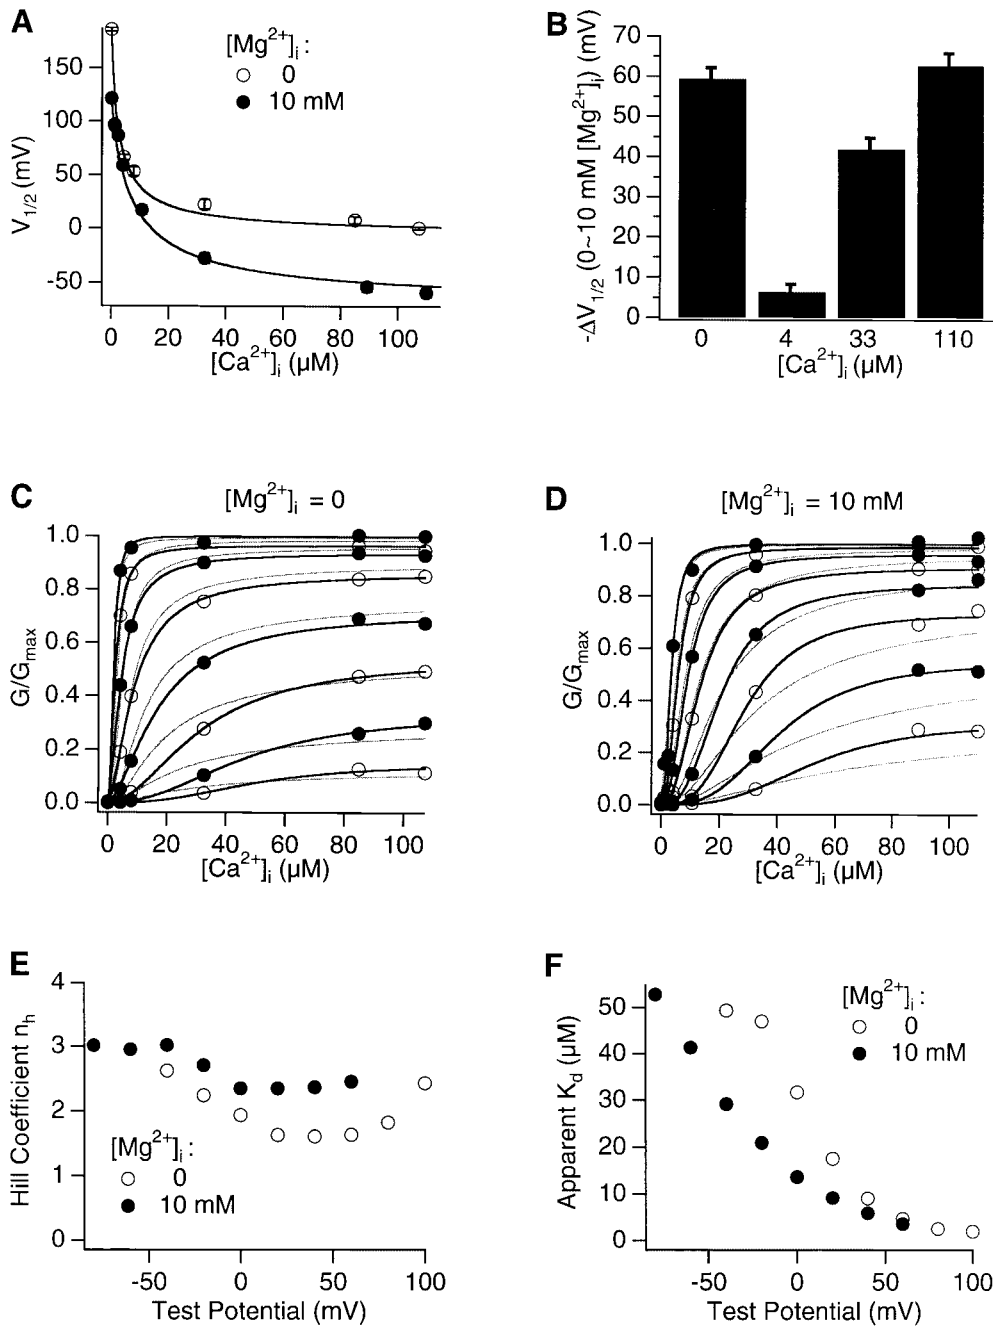 A
[Mg²⁺]ᵢ :
0
10 mM
150
100
50
0
-50
V1/2 (mV)
0 20 40 60 80 100
[Ca²⁺]ᵢ (µM)
B
70
60
50
40
30
20
10
0
-ΔV1/2 (0~10 mM [Mg²⁺]ᵢ) (mV)
0 4 33 110
[Ca²⁺]ᵢ (µM)
C
[Mg²⁺]ᵢ = 0
1.0
0.8
0.6
0.4
0.2
0.0
G/Gmax
0 20 40 60 80 100
[Ca²⁺]ᵢ (µM)
D
[Mg²⁺]ᵢ = 10 mM
1.0
0.8
0.6
0.4
0.2
0.0
G/Gmax
0 20 40 60 80 100
[Ca²⁺]ᵢ (µM)
E
4
3
2
1
0
Hill Coefficient nh
[Mg²⁺]ᵢ :
0
10 mM
-50 0 50 100
Test Potential (mV)
F
[Mg²⁺]ᵢ :
0
10 mM
50
40
30
20
10
0
Apparent Kd (µM)
-50 0 50 100
Test Potential (mV)